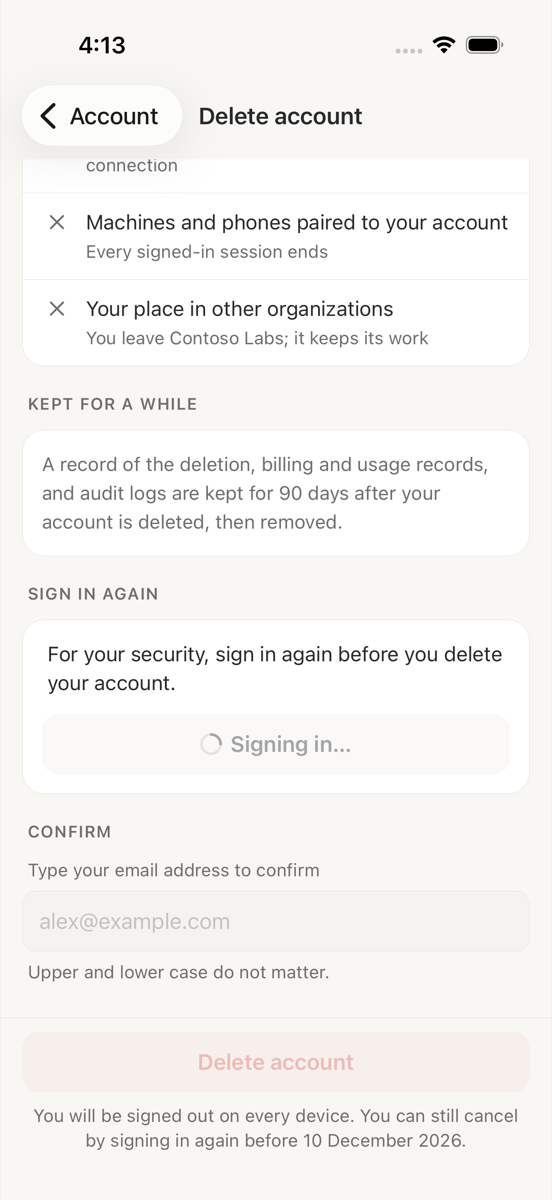 4:13
Account
Delete account
connection
Machines and phones paired to your account
Every signed-in session ends
Your place in other organizations
You leave Contoso Labs; it keeps its work
KEPT FOR A WHILE
A record of the deletion, billing and usage records,
and audit logs are kept for 90 days after your
account is deleted, then removed.
SIGN IN AGAIN
For your security, sign in again before you delete
your account.
Signing in...
CONFIRM
Type your email address to confirm
alex@example.com
Upper and lower case do not matter.
Delete account
You will be signed out on every device. You can still cancel
by signing in again before 10 December 2026.